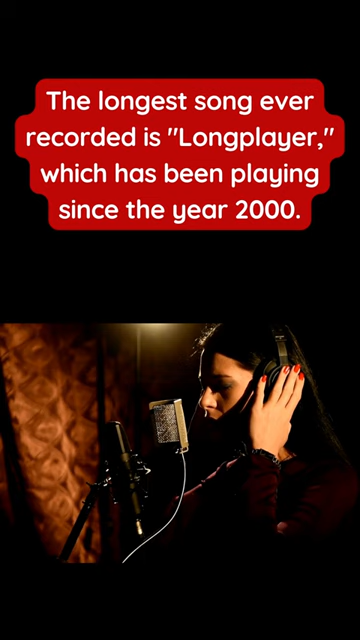 The longest song ever
recorded is "Longplayer,"
which has been playing
since the year 2000.